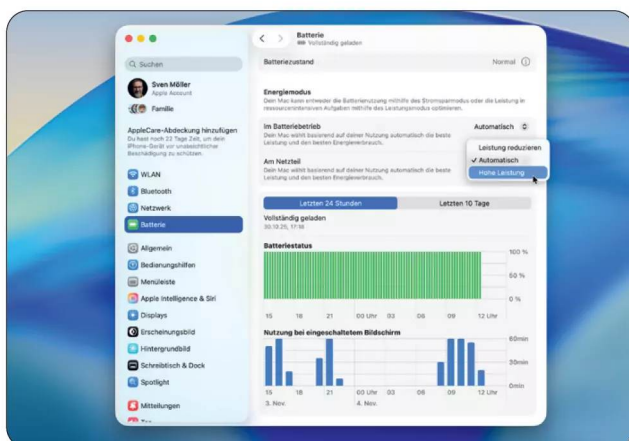 Batterie
Vollständig geladen
Suchen
Sven Möller
Apple Account
Familie
AppleCare-Abdeckung hinzufügen
Du hast noch 22 Tage Zeit, um dein
iPhone-Gerät vor unabsichtlicher
Beschädigung zu schützen.
WLAN
Bluetooth
Netzwerk
Batterie
Allgemein
Bedienungshilfen
Menüleiste
Apple Intelligence & Siri
Displays
Erscheinungsbild
Hintergrundbild
Schreibtisch & Dock
Spotlight
Mitteilungen
Batteriezustand
Normal
Energiemodus
Dein Mac kann entweder die Batterienutzung mithilfe des Stromsparmodus oder die Leistung in
ressourcenintensiven Aufgaben mithilfe des Leistungsmodus optimieren.
Im Batteriebetrieb
Automatisch
Dein Mac wählt basierend auf deiner Nutzung automatisch die beste
Leistung und den besten Energieverbrauch.
Leistung reduzieren
✓ Automatisch
Hohe Leistung
Am Netzteil
Dein Mac wählt basierend auf deiner Nutzung automatisch die beste
Leistung und den besten Energieverbrauch.
Letzten 24 Stunden
Letzten 10 Tage
Vollständig geladen
Batteriestatus
100 %
50 %
0 %
15 18 21 00 Uhr 03 06 09 12 Uhr
Nutzung bei eingeschaltetem Bildschirm
60min
30min
0min
15 18 21 00 Uhr 03 06 09 12 Uhr
3. Nov. 4. Nov.